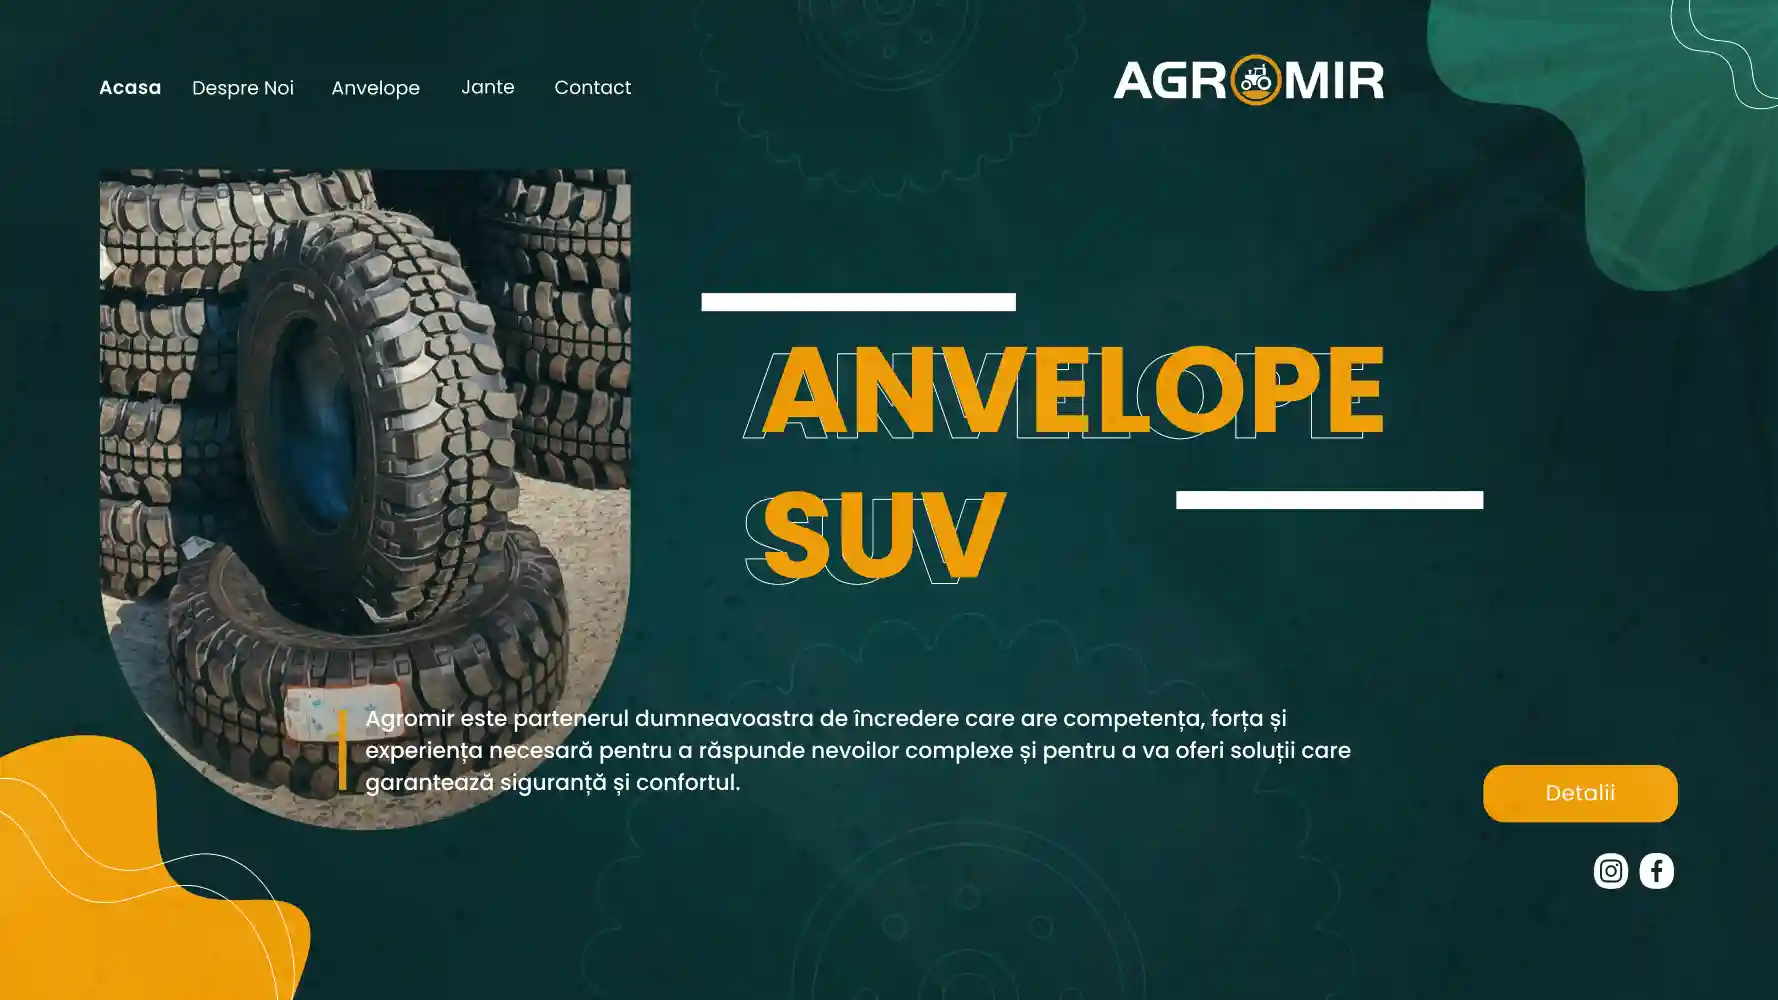 Acasa
Despre Noi
Anvelope
Jante
Contact
AGROMIR
ANVELOPE
SUV
Agromir este partenerul dumneavoastra de încredere care are competența, forța și
experiența necesară pentru a răspunde nevoilor complexe și pentru a va oferi soluții care
garantează siguranță și confortul.
Detalii